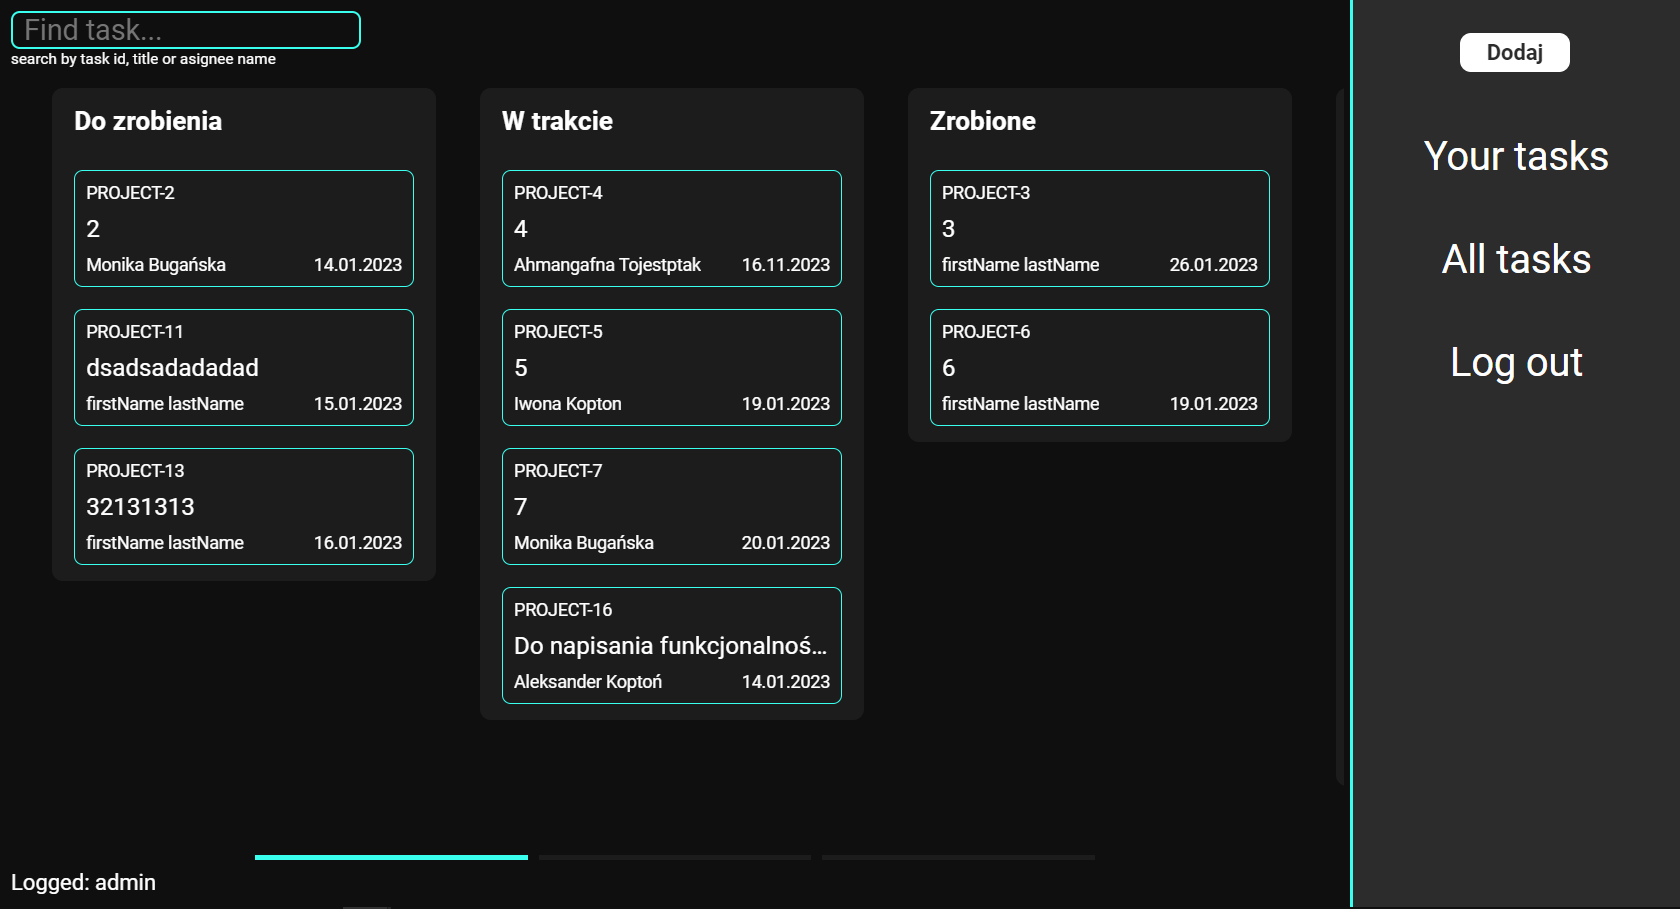 Find task...
search by task id, title or asignee name
Do zrobienia
PROJECT-2
2
Monika Bugańska 14.01.2023
PROJECT-11
dsadsadadadad
firstName lastName 15.01.2023
PROJECT-13
32131313
firstName lastName 16.01.2023
W trakcie
PROJECT-4
4
Ahmangafna Tojestptak 16.11.2023
PROJECT-5
5
Iwona Kopton 19.01.2023
PROJECT-7
7
Monika Bugańska 20.01.2023
PROJECT-16
Do napisania funkcjonalnoś...
Aleksander Koptoń 14.01.2023
Zrobione
PROJECT-3
3
firstName lastName 26.01.2023
PROJECT-6
6
firstName lastName 19.01.2023
Dodaj
Your tasks
All tasks
Log out
Logged: admin